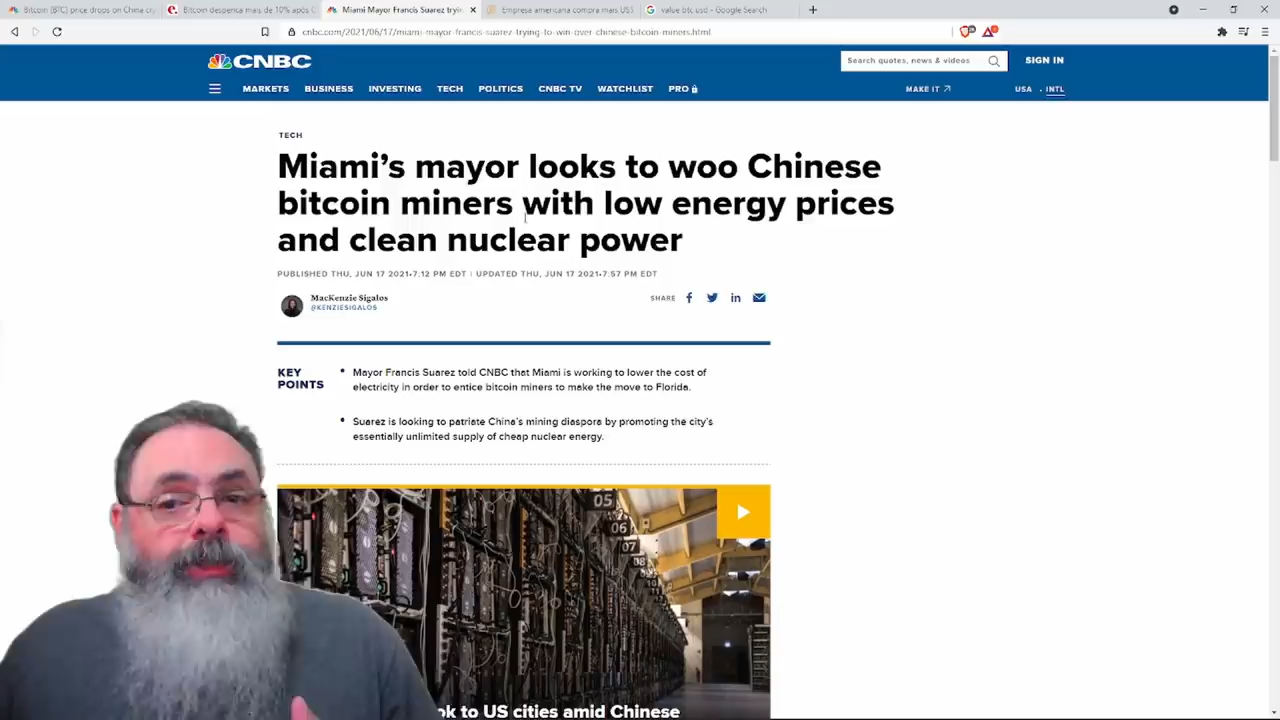 Bitcoin (BTC) price drops on China cry
Bitcoin despenca mais de 10% após C
Miami Mayor Francis Suarez tryin
Empresa americana compra mais US$
value btc usd - Google Search
cnbc.com/2021/06/17/miami-mayor-francis-suarez-trying-to-win-over-chinese-bitcoin-miners.html
CNBC
Search quotes, news & videos
SIGN IN
MARKETS BUSINESS INVESTING TECH POLITICS CNBC TV WATCHLIST PRO
MAKE IT
USA • INTL
TECH
Miami's mayor looks to woo Chinese
bitcoin miners with low energy prices
and clean nuclear power
PUBLISHED THU, JUN 17 2021•7:12 PM EDT | UPDATED THU, JUN 17 2021•7:57 PM EDT
MacKenzie Sigalos
@KENZIESIGALOS
SHARE
KEY
POINTS
• Mayor Francis Suarez told CNBC that Miami is working to lower the cost of
electricity in order to entice bitcoin miners to make the move to Florida.
• Suarez is looking to patriate China's mining diaspora by promoting the city's
essentially unlimited supply of cheap nuclear energy.
05
06
07
08
ok to US cities amid Chinese